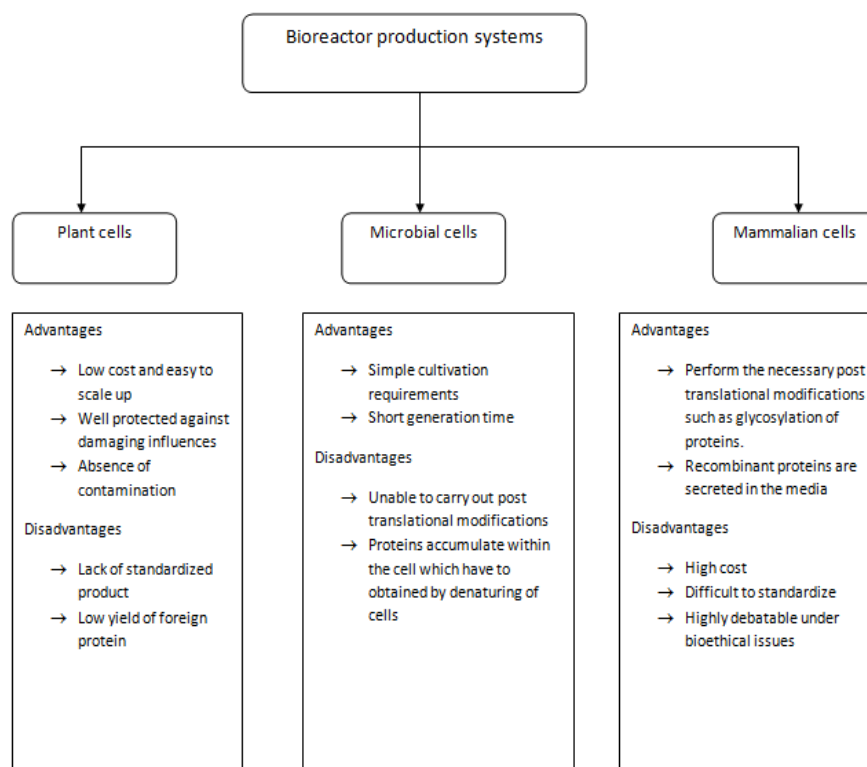 Bioreactor production systems
Plant cells
Microbial cells
Mammalian cells
Advantages
→ Low cost and easy to
scale up
→ Well protected against
damaging influences
→ Absence of
contamination
Disadvantages
→ Lack of standardized
product
→ Low yield of foreign
protein
Advantages
→ Simple cultivation
requirements
→ Short generation time
Disadvantages
→ Unable to carry out post
translational modifications
→ Proteins accumulate within
the cell which have to
obtained by denaturing of
cells
Advantages
→ Perform the necessary post
translational modifications
such as glycosylation of
proteins.
→ Recombinant proteins are
secreted in the media
Disadvantages
→ High cost
→ Difficult to standardize
→ Highly debatable under
bioethical issues